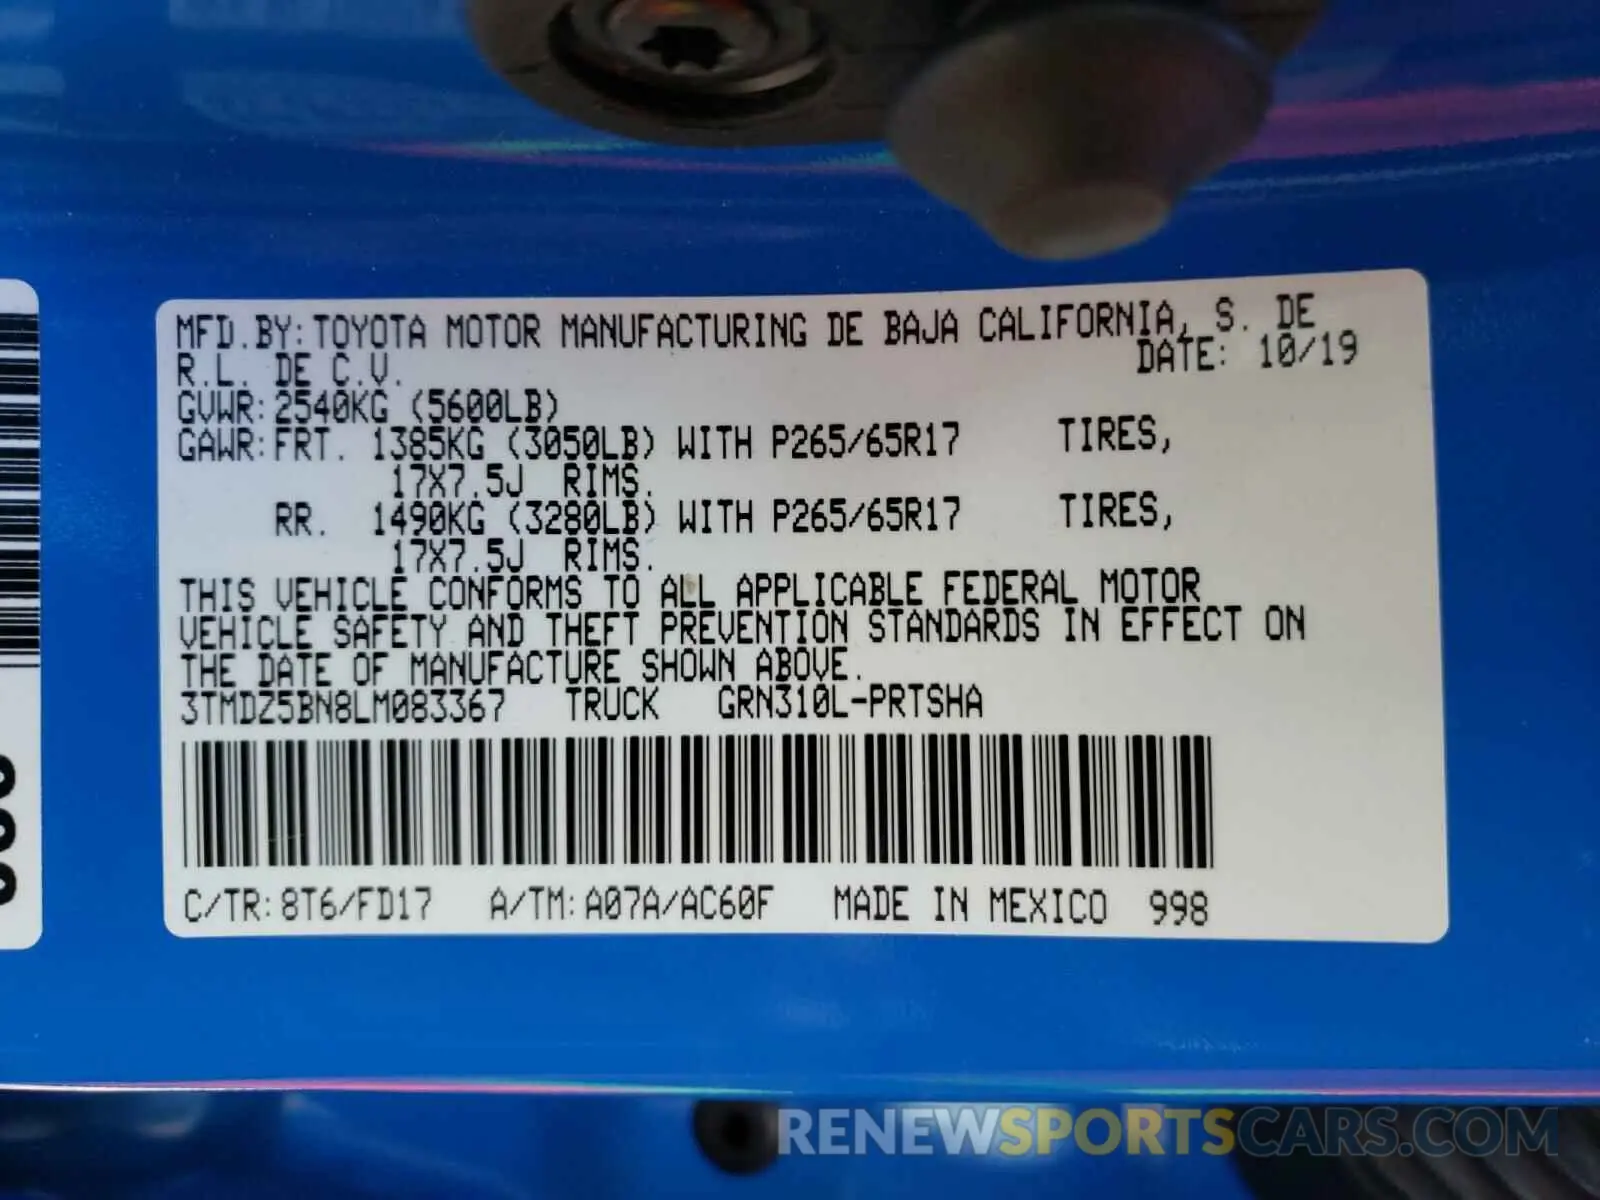 MFD.BY:TOYOTA MOTOR MANUFACTURING DE BAJA CALIFORNIA, S. DE
R.L. DE C.V. DATE: 10/19
GVWR:2540KG (5600LB)
GAWR:FRT. 1385KG (3050LB) WITH P265/65R17 TIRES,
17X7.5J RIMS.
RR. 1490KG (3280LB) WITH P265/65R17 TIRES,
17X7.5J RIMS.
THIS VEHICLE CONFORMS TO ALL APPLICABLE FEDERAL MOTOR
VEHICLE SAFETY AND THEFT PREVENTION STANDARDS IN EFFECT ON
THE DATE OF MANUFACTURE SHOWN ABOVE.
3TMDZ5BN8LM083367 TRUCK GRN310L-PRTSHA
C/TR:8T6/FD17 A/TM:A07A/AC60F MADE IN MEXICO 998
RENEWSPORTSCARS.COM